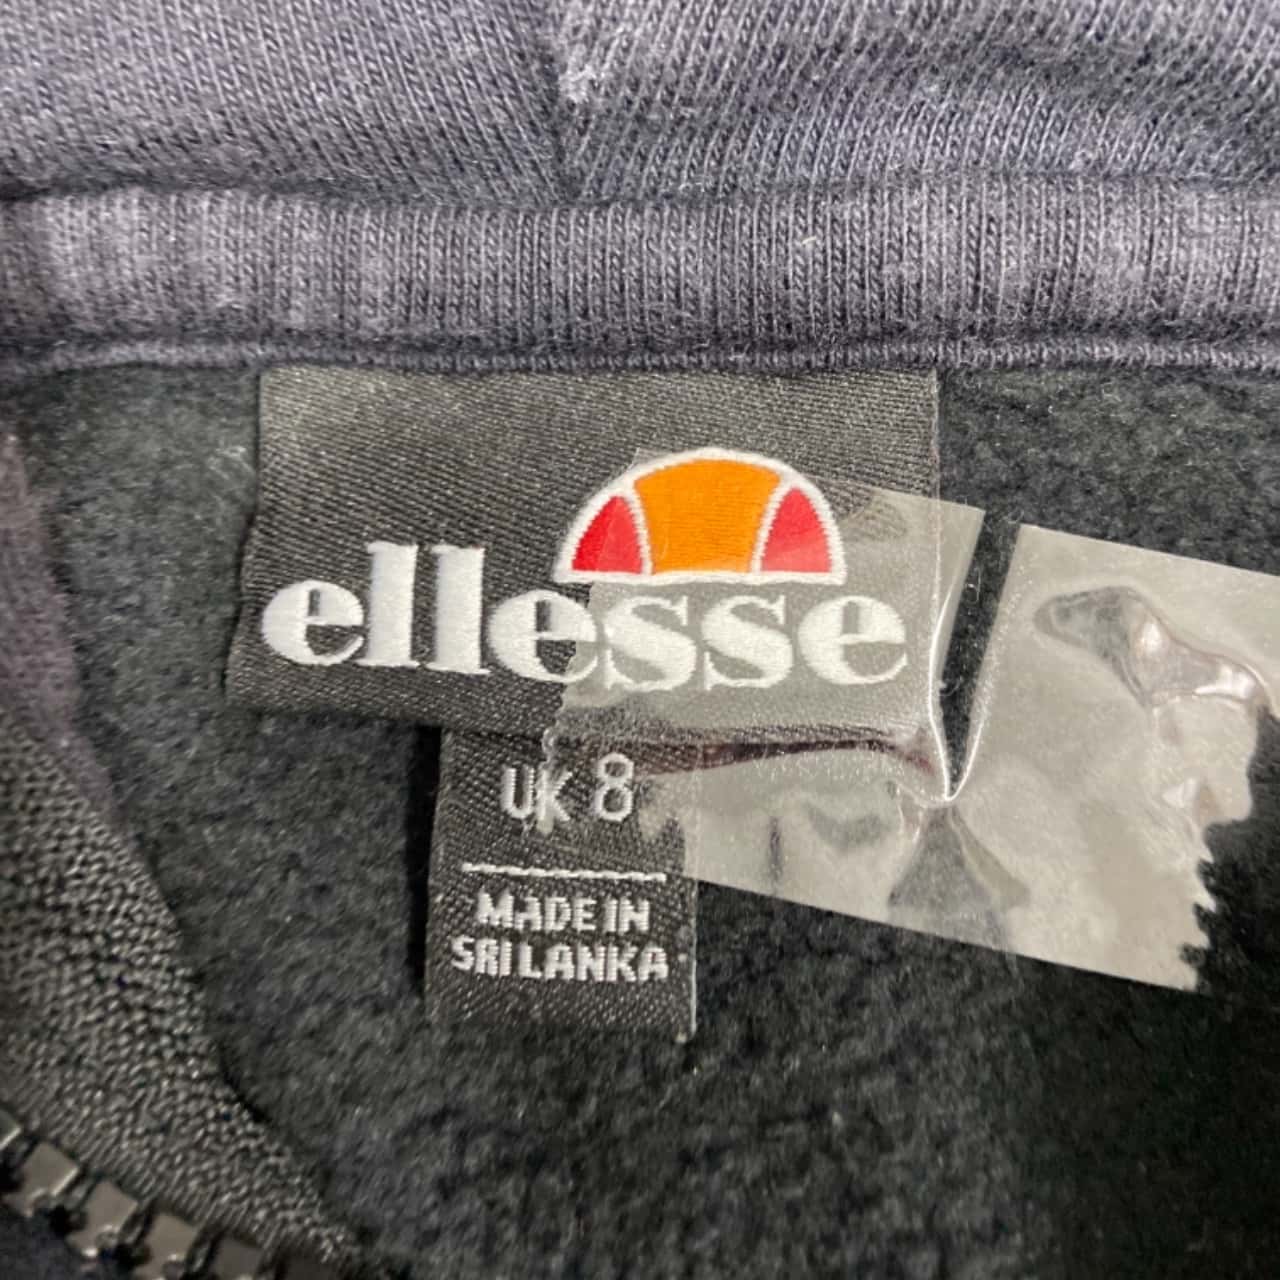 ellesse
UK 8
MADE IN
SRI LANKA